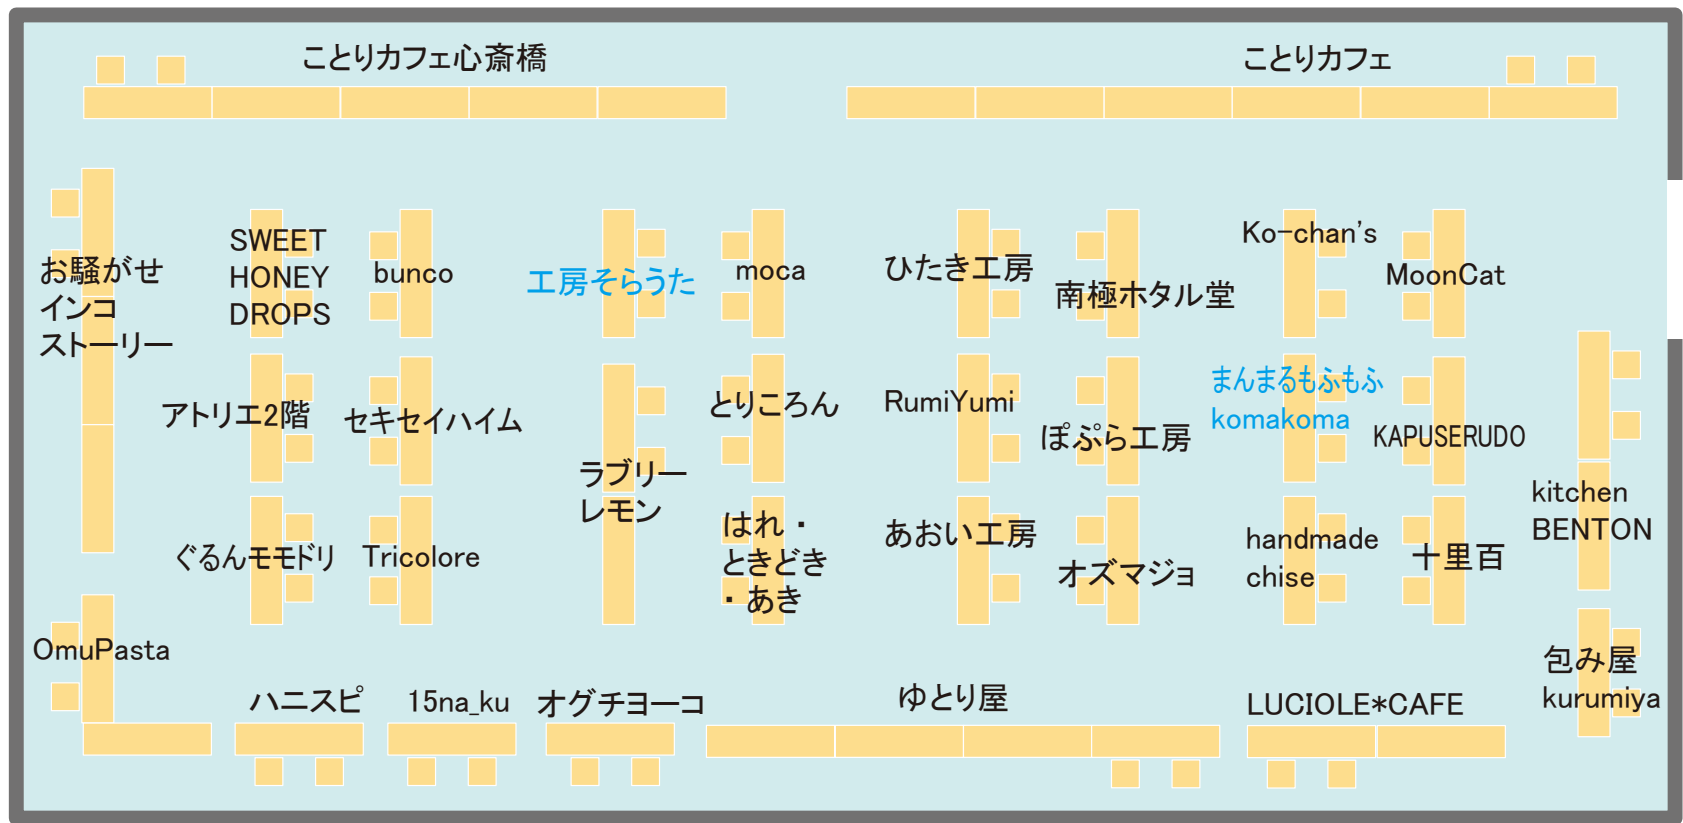 ことりカフェ心斎橋
ことりカフェ
お騒がせ
インコ
ストーリー
SWEET
HONEY
DROPS
bunco
工房そらうた
moca
ひたき工房
南極ホタル堂
Ko-chan's
MoonCat
アトリエ2階
セキセイハイム
ラブリー
レモン
とりころん
RumiYumi
ぽぷら工房
まんまるもふもふ
komakoma
KAPUSERUDO
kitchen
BENTON
ぐるんモモドリ
Tricolore
はれ・
ときどき
・あき
あおい工房
オズマジョ
handmade
chise
十里百
OmuPasta
ハニスピ
15na_ku
オグチヨーコ
ゆとり屋
LUCIOLE*CAFE
包み屋
kurumiya